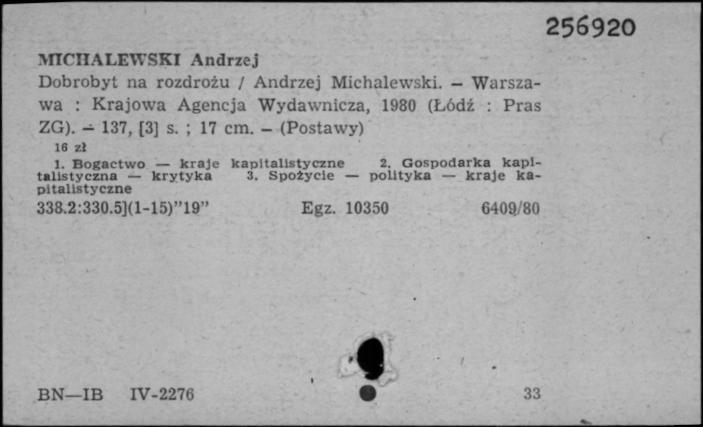 256920
MICHALEWSKI Andrzej
Dobrobyt na rozdrożu / Andrzej Michalewski. — Warsza-
wa : Krajowa Agencja Wydawnicza, 1980 (Łódź : Pras
ZG). — 137, [3] s. ; 17 cm. — (Postawy)
16 zł
1. Bogactwo — kraje kapitalistyczne 2. Gospodarka kapi-
talistyczna — krytyka 3. Spożycie — polityka — kraje ka-
pitalistyczne
338.2:330.5](1-15)"19" Egz. 10350 6409/80
BN—IB IV-2276 33